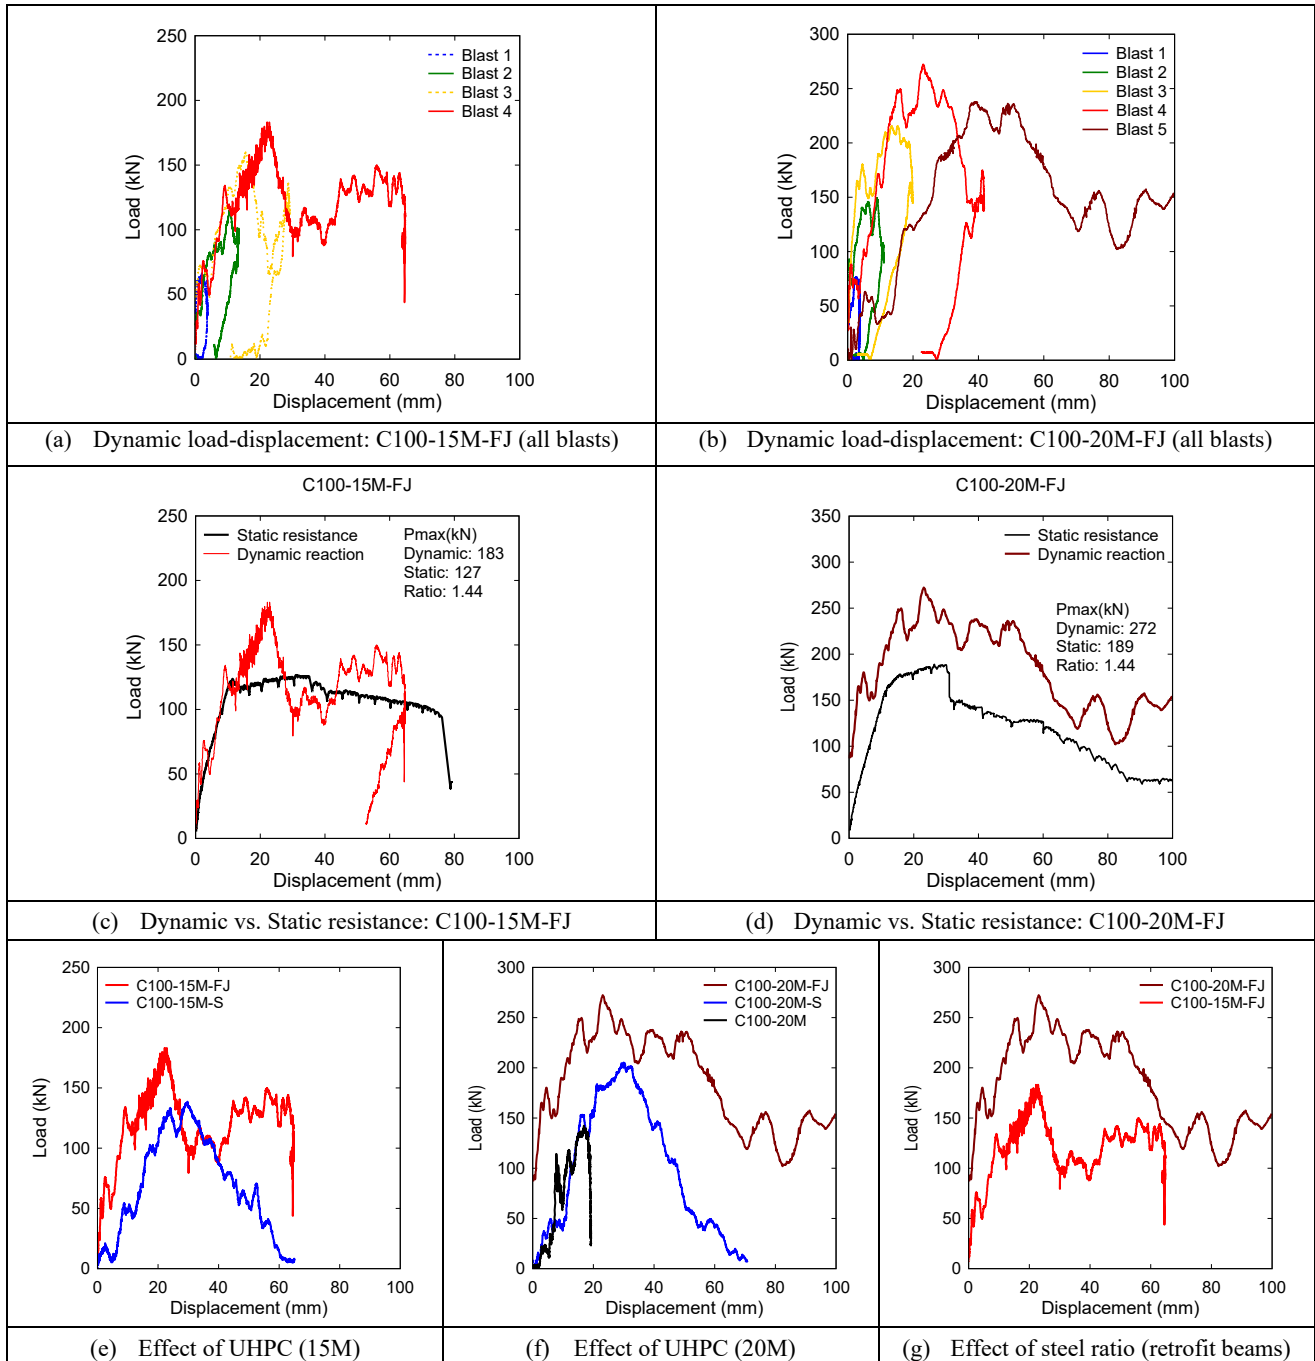 250
200
150
100
50
0
Load (kN)
Blast 1
Blast 2
Blast 3
Blast 4
0 20 40 60 80 100
Displacement (mm)
(a) Dynamic load-displacement: C100-15M-FJ (all blasts)
300
250
200
150
100
50
0
Load (kN)
Blast 1
Blast 2
Blast 3
Blast 4
Blast 5
0 20 40 60 80 100
Displacement (mm)
(b) Dynamic load-displacement: C100-20M-FJ (all blasts)
C100-15M-FJ
250
200
150
100
50
0
Load (kN)
Static resistance
Dynamic reaction
Pmax(kN)
Dynamic: 183
Static: 127
Ratio: 1.44
0 20 40 60 80 100
Displacement (mm)
(c) Dynamic vs. Static resistance: C100-15M-FJ
C100-20M-FJ
350
300
250
200
150
100
50
0
Load (kN)
Static resistance
Dynamic reaction
Pmax(kN)
Dynamic: 272
Static: 189
Ratio: 1.44
0 20 40 60 80 100
Displacement (mm)
(d) Dynamic vs. Static resistance: C100-20M-FJ
250
200
150
100
50
0
Load (kN)
C100-15M-FJ
C100-15M-S
0 20 40 60 80 100
Displacement (mm)
(e) Effect of UHPC (15M)
300
250
200
150
100
50
0
Load (kN)
C100-20M-FJ
C100-20M-S
C100-20M
0 20 40 60 80 100
Displacement (mm)
(f) Effect of UHPC (20M)
300
250
200
150
100
50
0
Load (kN)
C100-20M-FJ
C100-15M-FJ
0 20 40 60 80 100
Displacement (mm)
(g) Effect of steel ratio (retrofit beams)